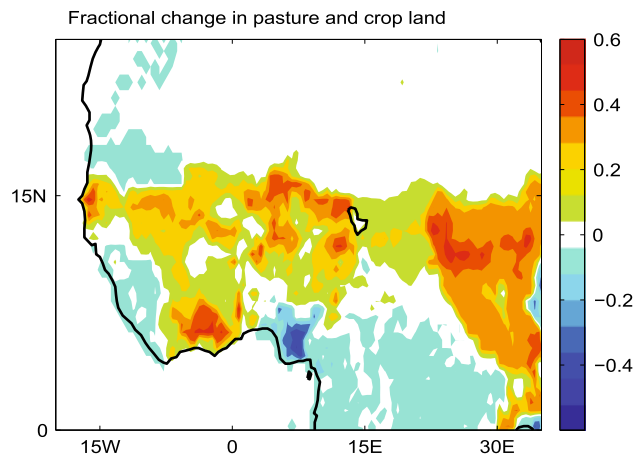 Fractional change in pasture and crop land
0.6
0.4
0.2
0
−0.2
−0.4
15N
0
15W
0
15E
30E